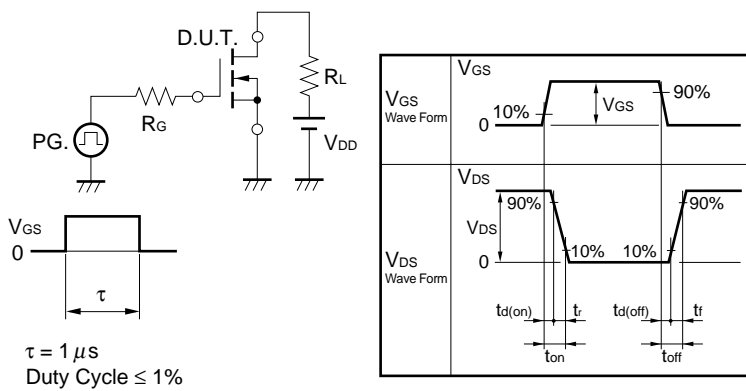 D.U.T.
RL
RG
PG.
VDD
VGS
0
τ
τ = 1 μs
Duty Cycle ≤ 1%
VGS
Wave Form
VGS
VGS
10%
90%
0
VDS
Wave Form
VDS
VDS
90%
90%
10%
10%
0
td(on)
tr
td(off)
tf
ton
toff